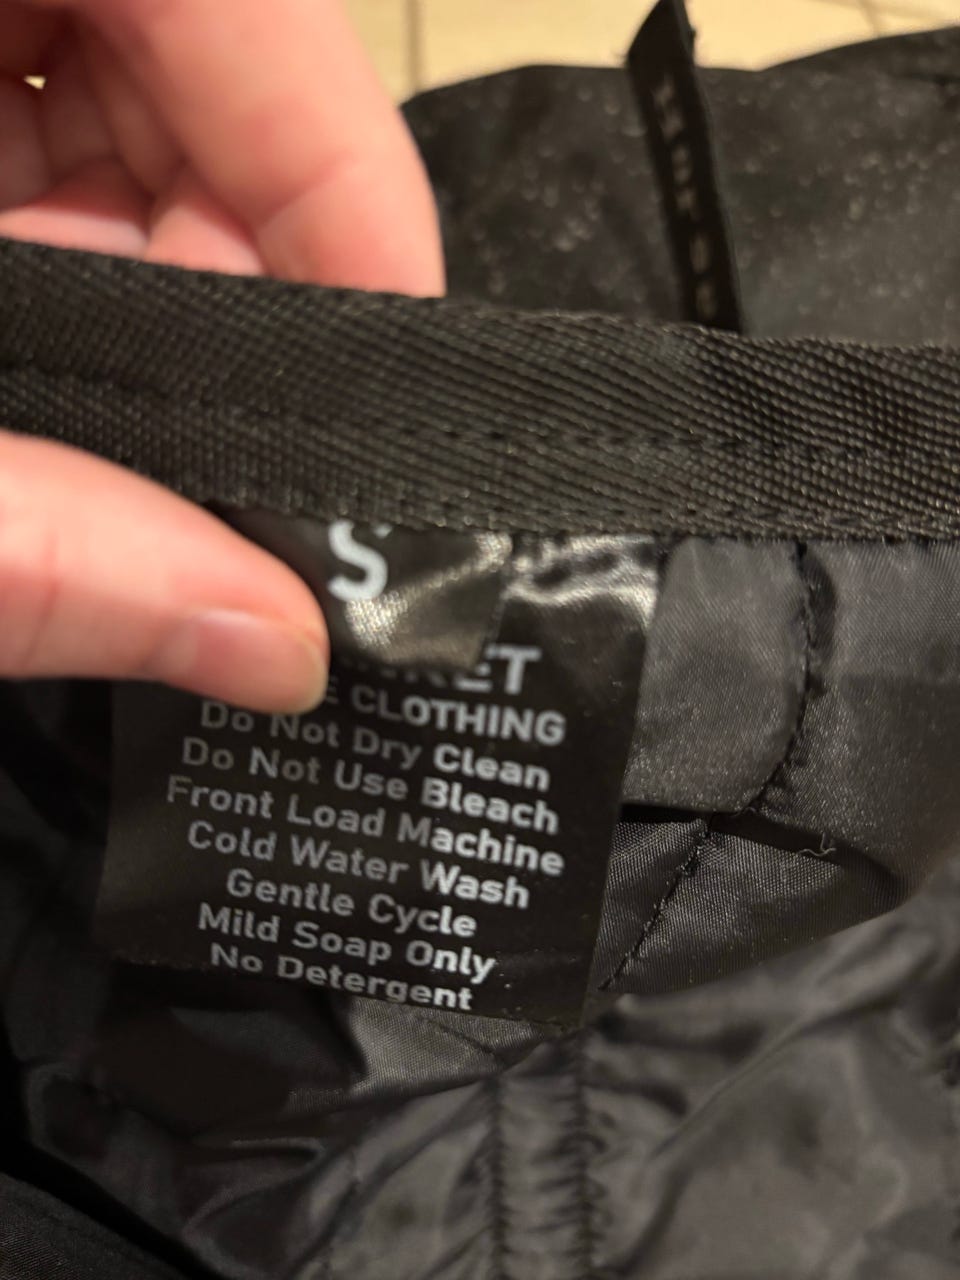 S
CLOTHING
Do Not Dry Clean
Do Not Use Bleach
Front Load Machine
Cold Water Wash
Gentle Cycle
Mild Soap Only
No Detergent